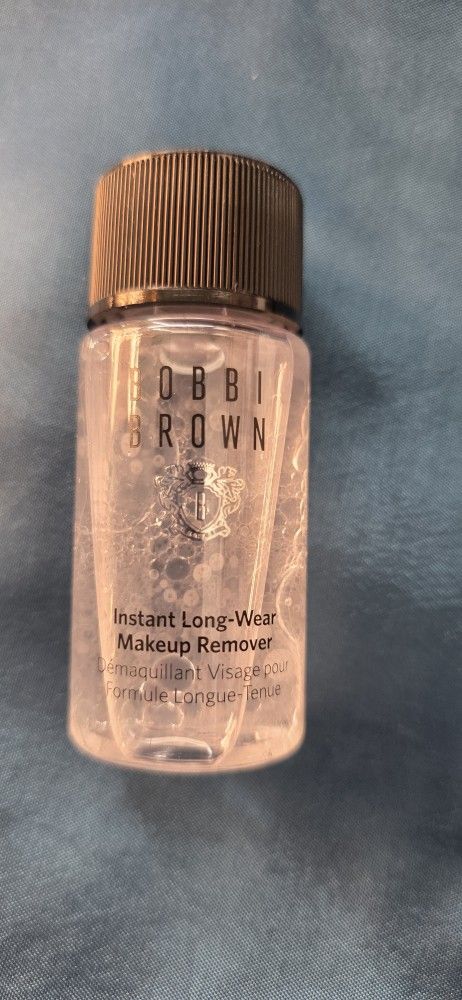 BOBBI
BROWN
B
Instant Long-Wear
Makeup Remover
Démaquillant Visage pour
Formule Longue-Tenue